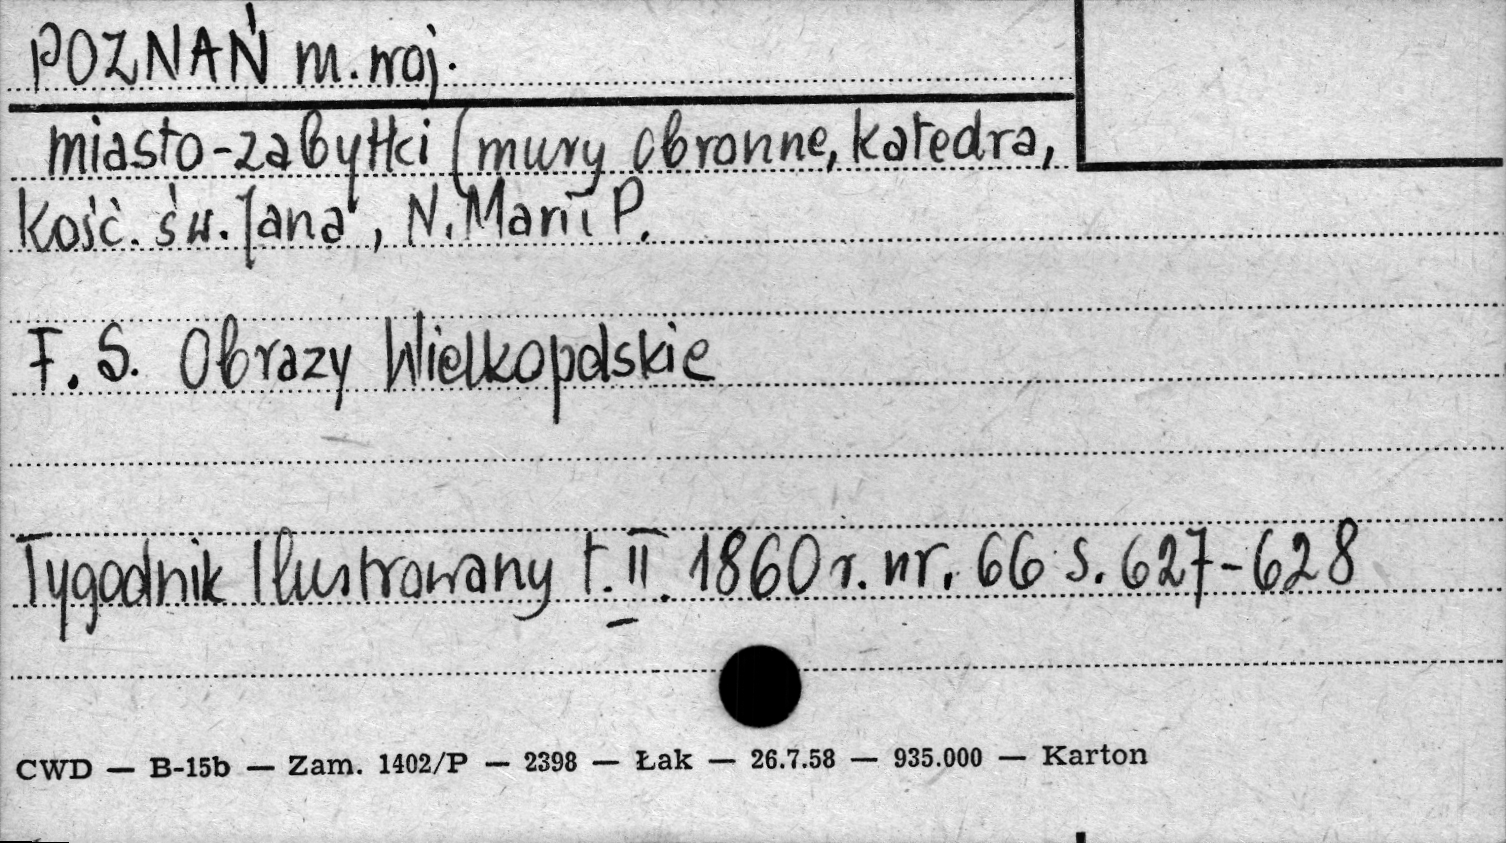 POZNAŃ m. woj.
miasto-zabytki (mury obronne, katedra,
kość. św. Jana, N. Marii P.
F. S. Obrazy Wielkopolskie
Tygodnik Ilustrowany t. II. 1860 r. nr. 66 s. 627-628
CWD — B-15b — Zam. 1402/P — 2398 — Łak — 26.7.58 — 935.000 — Karton